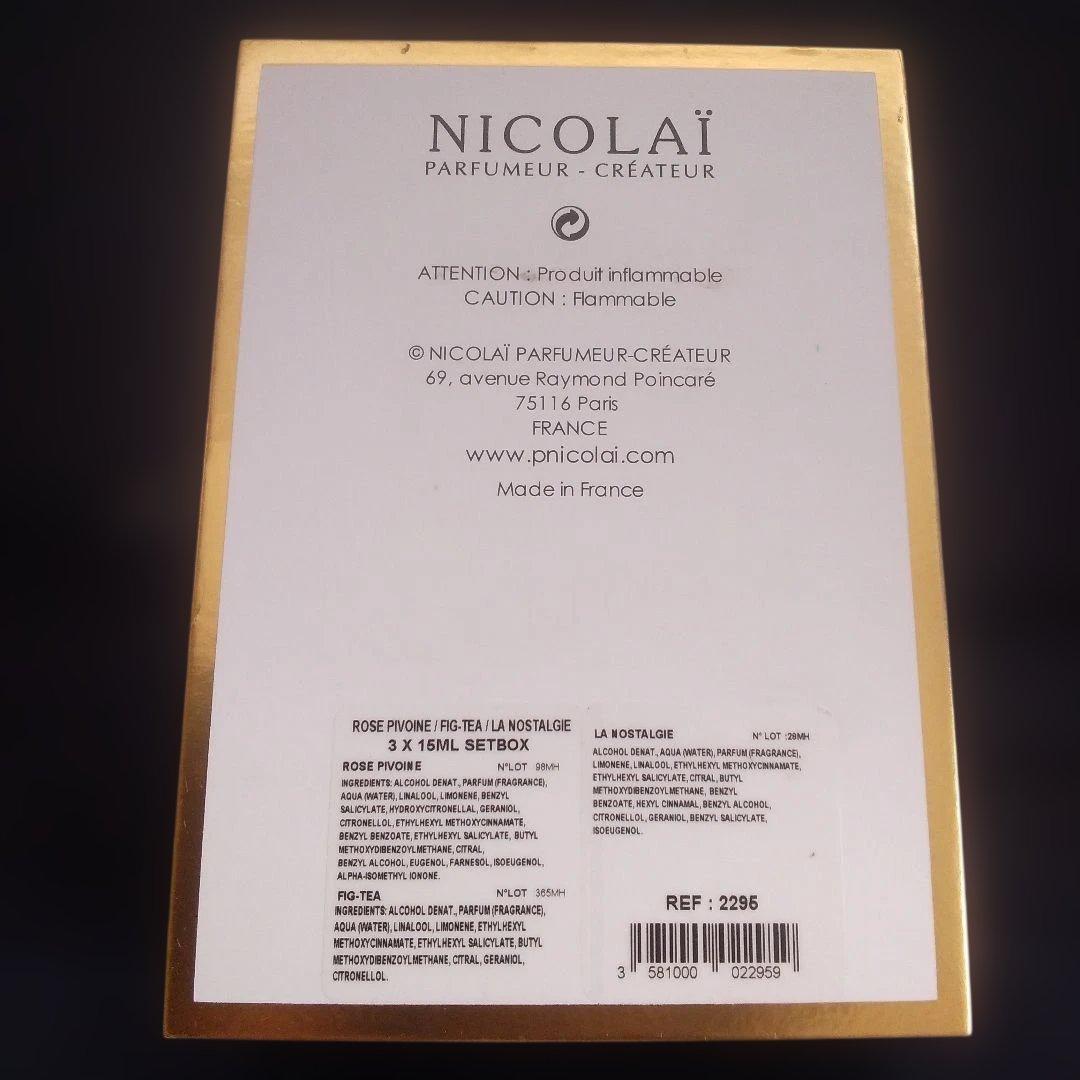 NICOLAÏ
PARFUMEUR - CRÉATEUR
ATTENTION : Produit inflammable
CAUTION : Flammable
© NICOLAÏ PARFUMEUR-CRÉATEUR
69, avenue Raymond Poincaré
75116 Paris
FRANCE
www.pnicolai.com
Made in France
ROSE PIVOINE / FIG-TEA / LA NOSTALGIE
3 X 15ML SETBOX
ROSE PIVOINE N°LOT 98MH
INGREDIENTS: ALCOHOL DENAT., PARFUM (FRAGRANCE),
AQUA (WATER), LINALOOL, LIMONENE, BENZYL
SALICYLATE, HYDROXYCITRONELLAL, GERANIOL,
CITRONELLOL, ETHYLHEXYL METHOXYCINNAMATE,
BENZYL BENZOATE, ETHYLHEXYL SALICYLATE, BUTYL
METHOXYDIBENZOYLMETHANE, CITRAL,
BENZYL ALCOHOL, EUGENOL, FARNESOL, ISOEUGENOL,
ALPHA-ISOMETHYL IONONE.
FIG-TEA N°LOT 365MH
INGREDIENTS: ALCOHOL DENAT., PARFUM (FRAGRANCE),
AQUA (WATER), LINALOOL, LIMONENE, ETHYLHEXYL
METHOXYCINNAMATE, ETHYLHEXYL SALICYLATE, BUTYL
METHOXYDIBENZOYLMETHANE, CITRAL, GERANIOL,
CITRONELLOL.
LA NOSTALGIE N° LOT :28MH
ALCOHOL DENAT., AQUA (WATER), PARFUM (FRAGRANCE),
LIMONENE, LINALOOL, ETHYLHEXYL METHOXYCINNAMATE,
ETHYLHEXYL SALICYLATE, CITRAL, BUTYL
METHOXYDIBENZOYLMETHANE, BENZYL
BENZOATE, HEXYL CINNAMAL, BENZYL ALCOHOL,
CITRONELLOL, GERANIOL, BENZYL SALICYLATE,
ISOEUGENOL.
REF : 2295
3 581000 022959